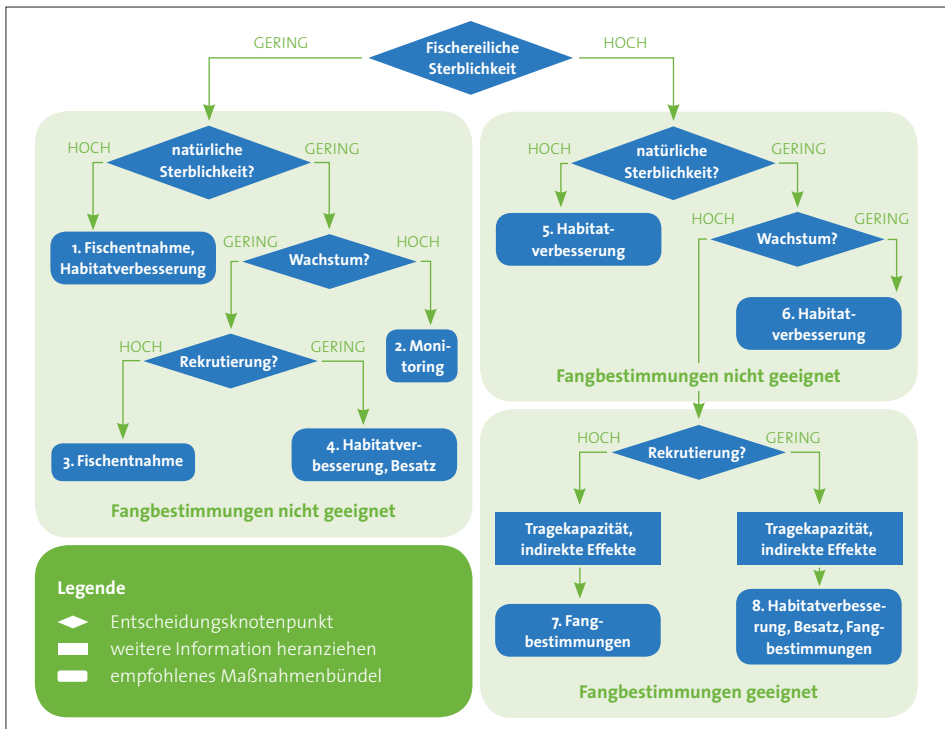 GERING
Fischereiliche
Sterblichkeit
HOCH
HOCH
natürliche
Sterblichkeit?
GERING
1. Fischentnahme,
Habitatverbesserung
GERING
Wachstum?
HOCH
2. Moni-
toring
HOCH
Rekrutierung?
GERING
3. Fischentnahme
4. Habitatver-
besserung, Besatz
Fangbestimmungen nicht geeignet
HOCH
natürliche
Sterblichkeit?
GERING
5. Habitat-
verbesserung
HOCH
Wachstum?
GERING
6. Habitat-
verbesserung
Fangbestimmungen nicht geeignet
HOCH
Rekrutierung?
GERING
Tragekapazität,
indirekte Effekte
Tragekapazität,
indirekte Effekte
7. Fang-
bestimmungen
8. Habitatverbesse-
rung, Besatz, Fang-
bestimmungen
Fangbestimmungen geeignet
Legende
Entscheidungsknotenpunkt
weitere Information heranziehen
empfohlenes Maßnahmenbündel